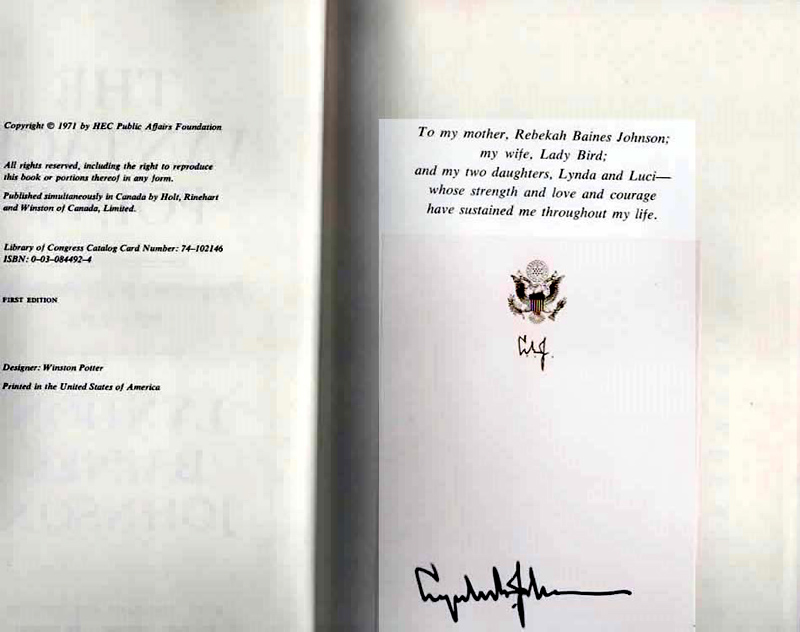 Copyright © 1971 by HEC Public Affairs Foundation
All rights reserved, including the right to reproduce
this book or portions thereof in any form.
Published simultaneously in Canada by Holt, Rinehart
and Winston of Canada, Limited.
Library of Congress Catalog Card Number: 74-102146
ISBN: 0-03-084492-4
FIRST EDITION
Designer: Winston Potter
Printed in the United States of America
To my mother, Rebekah Baines Johnson;
my wife, Lady Bird;
and my two daughters, Lynda and Luci—
whose strength and love and courage
have sustained me throughout my life.